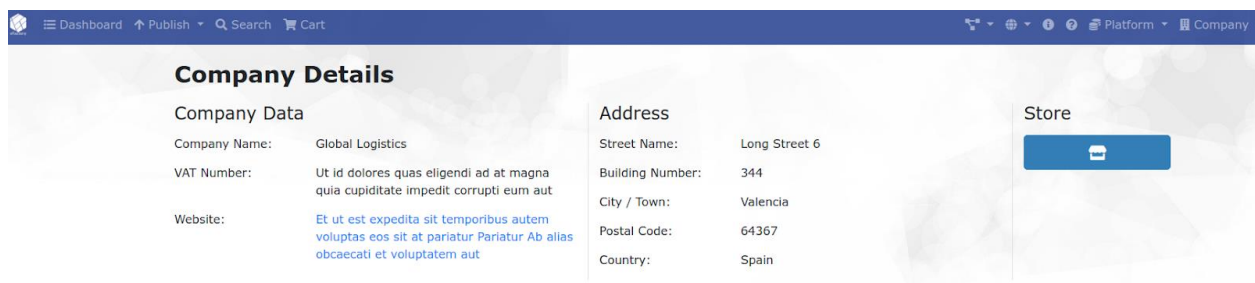 Dashboard Publish Search Cart Platform Company
Company Details
Company Data
Company Name: Global Logistics
VAT Number: Ut id dolores quas eligendi ad at magna
quia cupiditate impedit corrupti eum aut
Website: Et ut est expedita sit temporibus autem
voluptas eos sit at pariatur Pariatur Ab alias
obcaecati et voluptatem aut
Address
Street Name: Long Street 6
Building Number: 344
City / Town: Valencia
Postal Code: 64367
Country: Spain
Store